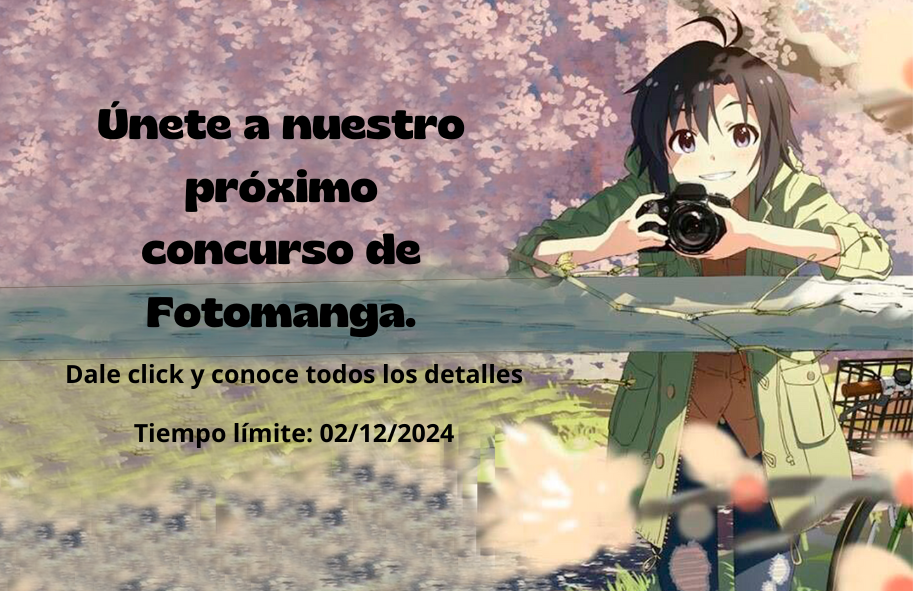 Únete a nuestro
próximo
concurso de
Fotomanga.
Dale click y conoce todos los detalles
Tiempo límite: 02/12/2024